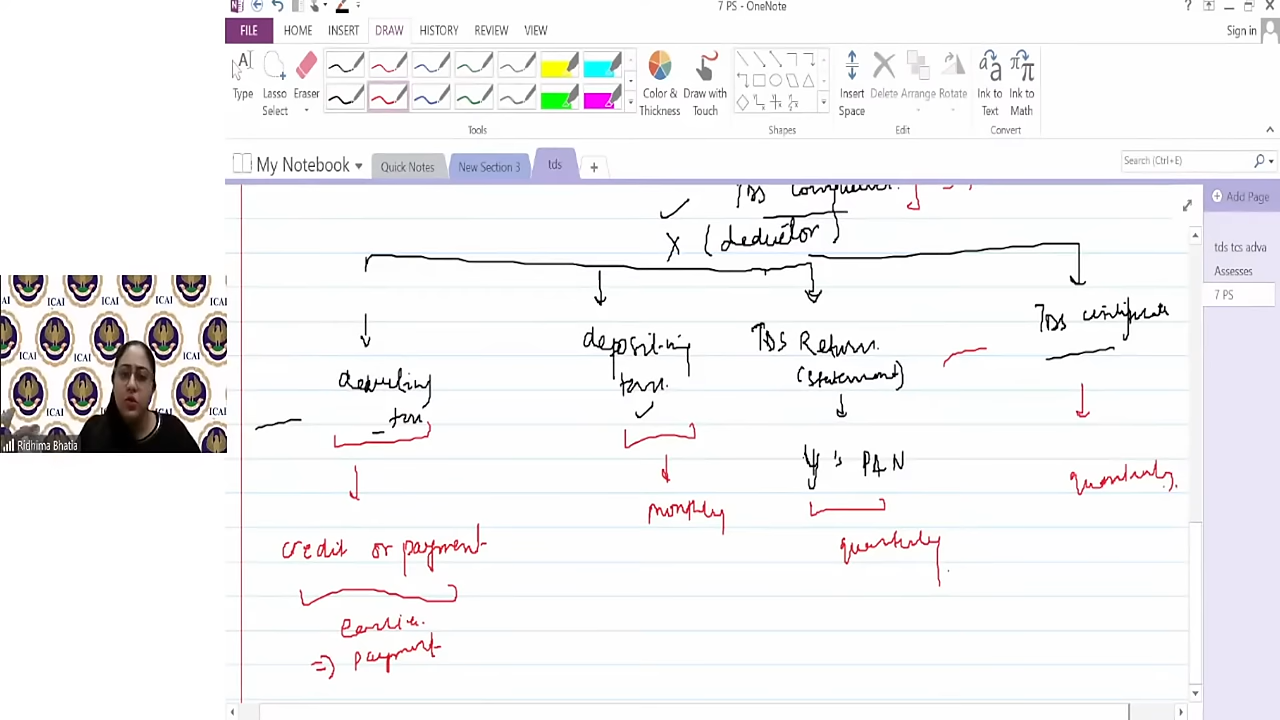 7 PS - OneNote
?
Sign in
FILE
HOME
INSERT
DRAW
HISTORY
REVIEW
VIEW
Type
Lasso Select
Eraser
Color & Thickness
Draw with Touch
Insert Space
Delete
Arrange
Rotate
Ink to Text
Ink to Math
Tools
Shapes
Edit
Convert
My Notebook
Quick Notes
New Section 3
tds
+
Search (Ctrl+E)
Add Page
tds tcs adva
Assesses
7 PS
TDS
X (deductor)
deducting tax
depositing tax
TDS Return (statement)
TDS certificate
Y's PAN
credit or payment
monthly
quarterly
quarterly
Earlier
=> payment
ICAI
Ridhima Bhatia